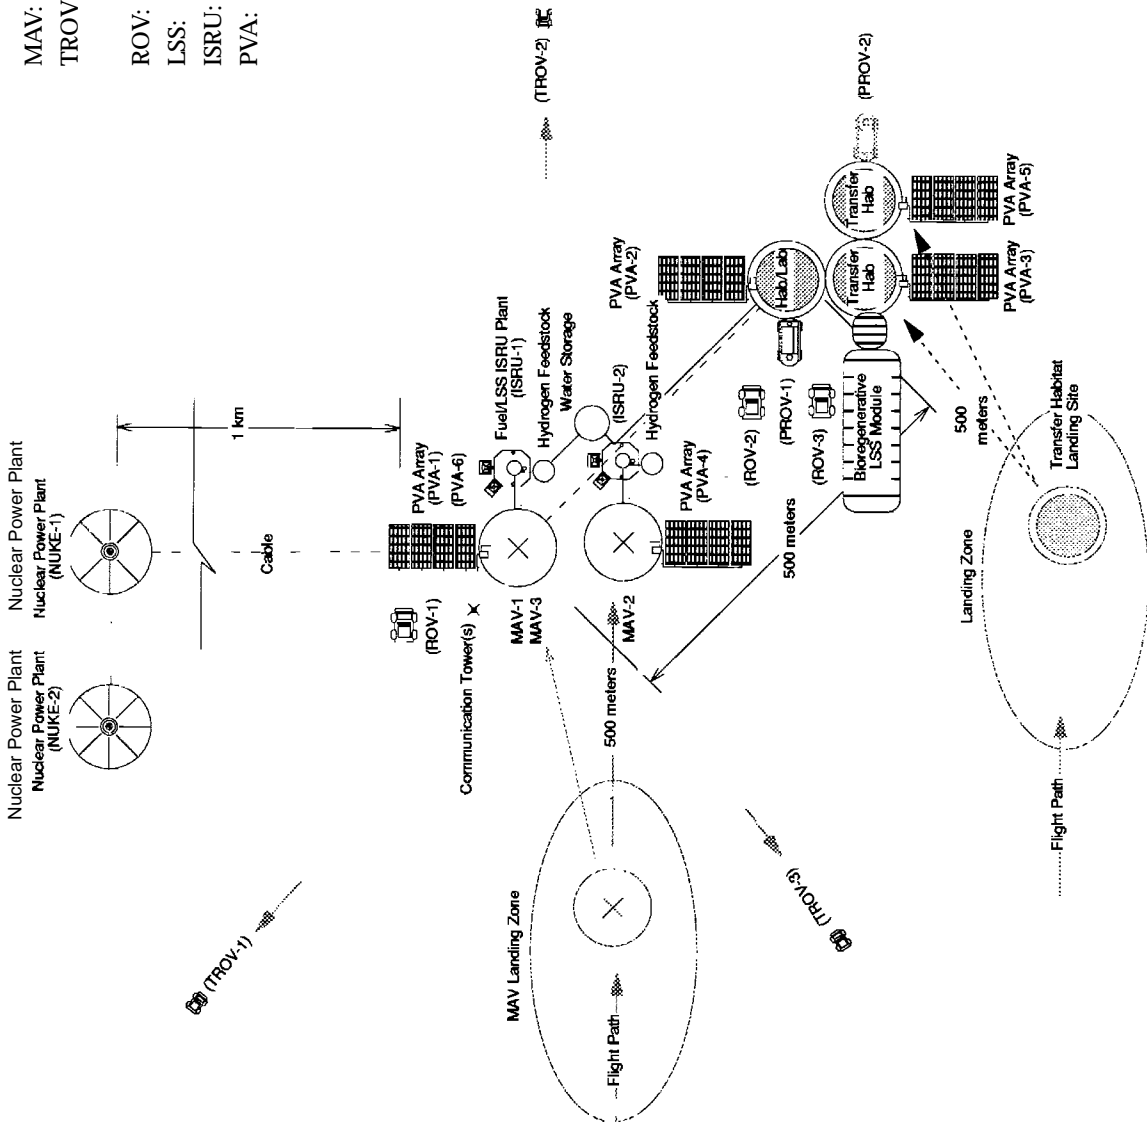 MAV:
TROV
ROV:
LSS:
ISRU:
PVA:
Nuclear Power Plant
Nuclear Power Plant
(NUKE-2)
Nuclear Power Plant
Nuclear Power Plant
(NUKE-1)
1 km
Cable
(TROV-1)
(ROV-1)
Communication Tower(s)
PVA Array
(PVA-1)
(PVA-6)
Fuel/LSS ISRU Plant
(ISRU-1)
Hydrogen Feedstock
Water Storage
(TROV-2)
MAV-1
MAV-3
MAV-2
(ISRU-2)
Hydrogen Feedstock
PVA Array
(PVA-4)
PVA Array
(PVA-2)
MAV Landing Zone
Flight Path
500 meters
500 meters
(TROV-3)
(ROV-2)
(PROV-1)
(ROV-3)
Hab/Lab
Transfer
Hab
Transfer
Hab
(PROV-2)
Bioregenerative
LSS Module
PVA Array
(PVA-3)
PVA Array
(PVA-5)
500
meters
Landing Zone
Transfer Habitat
Landing Site
Flight Path